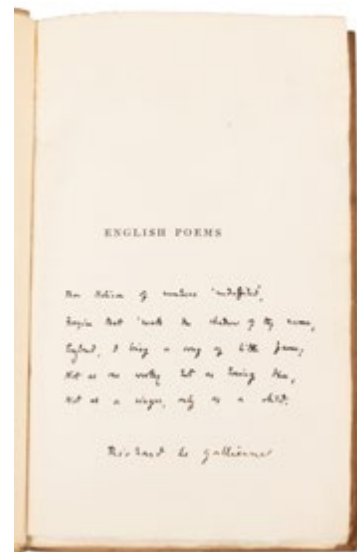 ENGLISH POEMS
Helicon of numbers 'undefiled',
Forgive that 'neath the shadow of thy name,
England, I bring a song of little fame;
Not as one worthy but as loving thee,
Not as a singer, only as a child.
Richard Le Gallienne